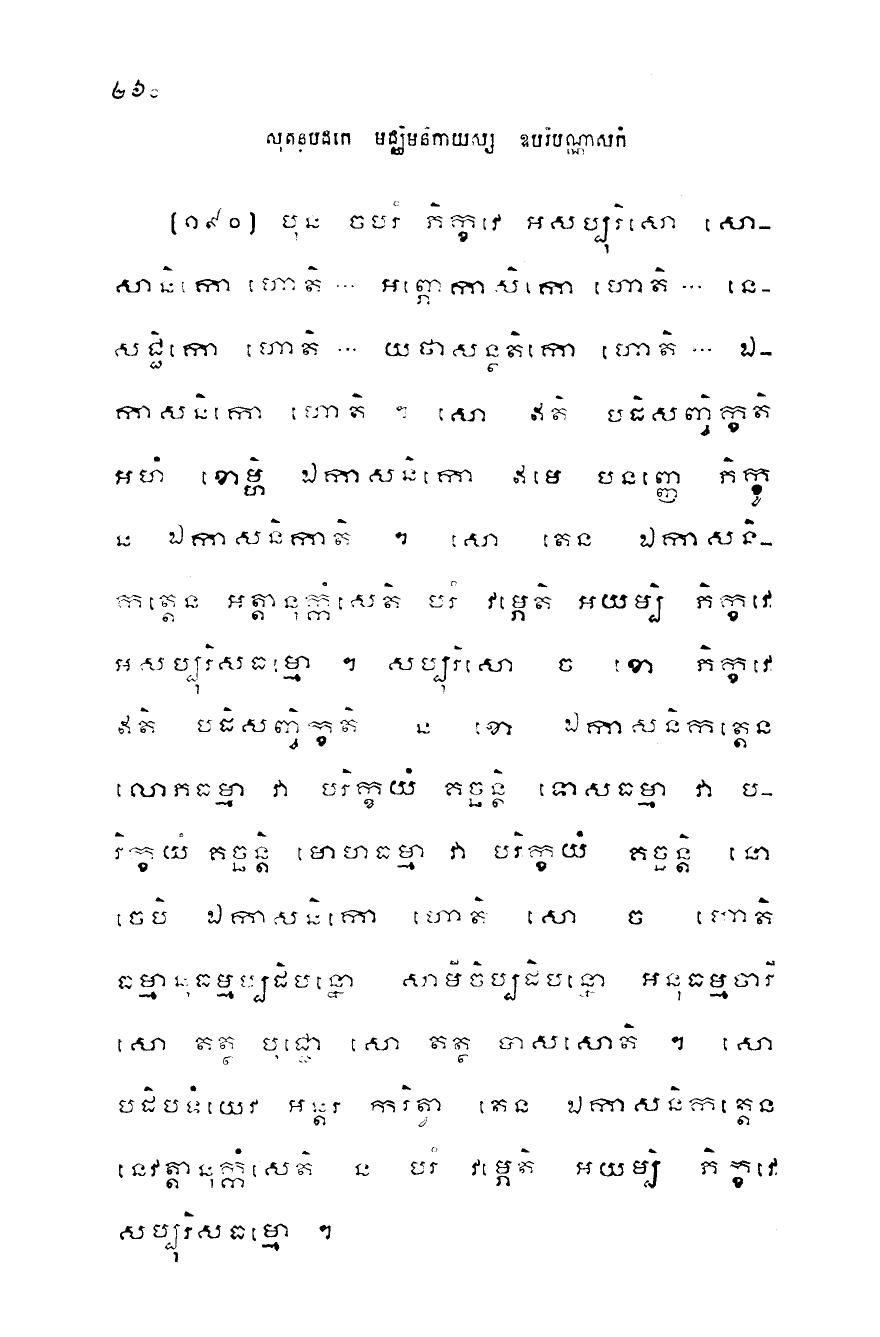 ២៦០
សុត្តន្តបិដកេ មជ្ឈិមនិកាយស្ស ឧបរិបណ្ណាសកំ
[១៩០] បុន ចបរំ ភិក្ខវេ អសប្បុរិសោ សោ-
សានិកោ ហោតិ ... អព្ភោកាសិកោ ហោតិ ... នេ-
សជ្ជិកោ ហោតិ ... យថាសន្ថតិកោ ហោតិ ... ឯ-
កាសនិកោ ហោតិ ។ សោ ឥតិ បដិសញ្ចិក្ខតិ
អហំ ខោម្ហិ ឯកាសនិកោ ឥមេ បនញ្ញេ ភិក្ខូ
ន ឯកាសនិកាតិ ។ សោ តេន ឯកាសនិ-
កត្តេន អត្តានុក្កំសេតិ បរំ វម្ភេតិ អយម្បិ ភិក្ខវេ
អសប្បុរិសធម្មោ ។ សប្បុរិសោ ច ខោ ភិក្ខវេ
ឥតិ បដិសញ្ចិក្ខតិ ន ខោ ឯកាសនិកត្តេន
លោភធម្មា វា បរិក្ខយំ គច្ឆន្តិ ទោសធម្មា វា ប-
រិក្ខយំ គច្ឆន្តិ មោហធម្មា វា បរិក្ខយំ គច្ឆន្តិ នោ
ចេបិ ឯកាសនិកោ ហោតិ សោ ច ហោតិ
ធម្មានុធម្មប្បដិបន្នោ សាមីចិប្បដិបន្នោ អនុធម្មចារី
សោ តត្ថ បុជ្ជោ សោ តត្ថ បាសំសោតិ ។ សោ
បដិបទំយេវ អន្តរំ ករិត្វា តេន ឯកាសនិកត្តេន
នេវត្តានុក្កំសេតិ ន បរំ វម្ភេតិ អយម្បិ ភិក្ខវេ
សប្បុរិសធម្មោ ។